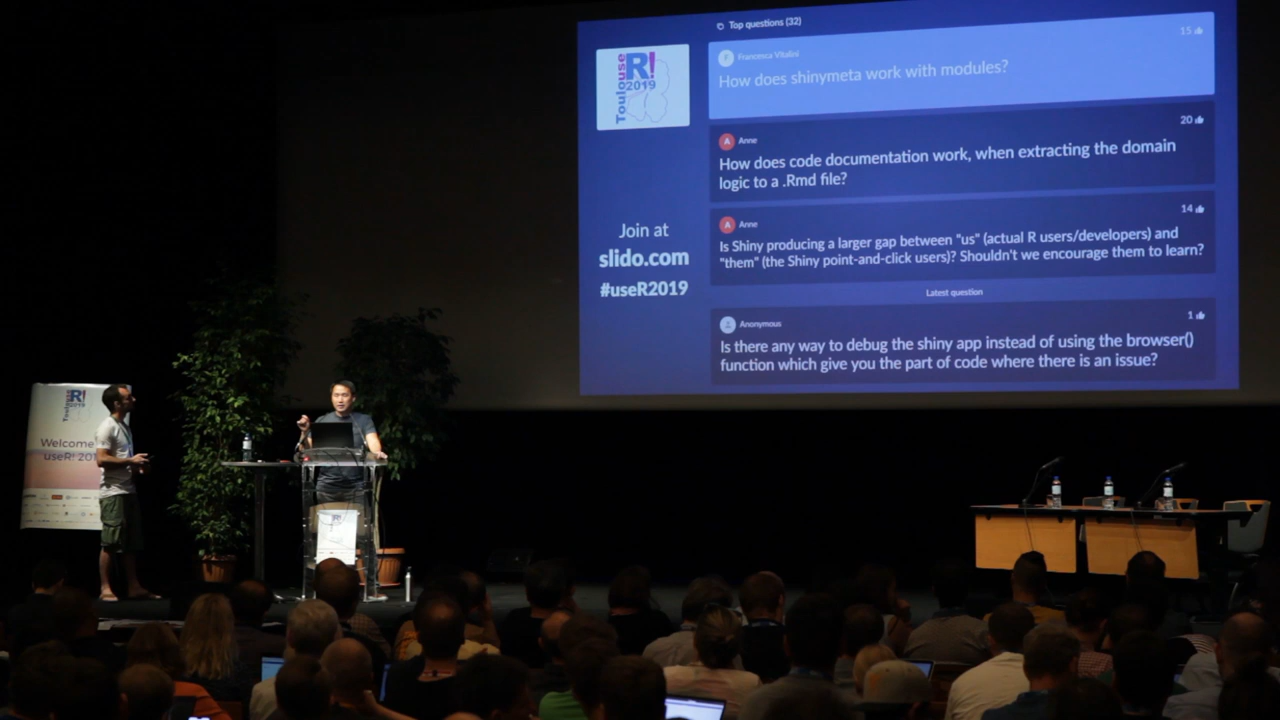 Top questions (32)
Toulouse
R!
2019
Francesca Vitalini
15
How does shinymeta work with modules?
A
Anne
20
How does code documentation work, when extracting the domain
logic to a .Rmd file?
A
Anne
14
Is Shiny producing a larger gap between "us" (actual R users/developers) and
"them" (the Shiny point-and-click users)? Shouldn't we encourage them to learn?
Join at
slido.com
#useR2019
Latest question
Anonymous
1
Is there any way to debug the shiny app instead of using the browser()
function which give you the part of code where there is an issue?
Toulouse
R!
2019
Welcome
useR! 201